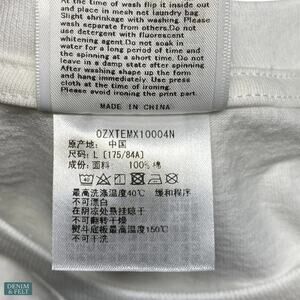 At the time of wash flip it inside out
and place in mesh net laundry bag
Slight shrinkage with washing. Please
wash separate from others.Do not
use detergent with fluorescent
whitening agent.Do not soak in
water for a long period of time and
the spinning at a short time. Do not
leave in a damp state after spinning
After washing shape up the form
and hang immediately. Use press
cloth at the time of ironing.
Please avoid ironing the print part.
MADE IN CHINA
0ZXTEMX10004N
原产地: 中国
尺码: L [175/84A]
成份: 面料: 100% 棉
最高洗涤温度40℃ 缓和程序
不可漂白
在阴凉处悬挂晾干
不可翻转干燥
熨斗底板最高温度150℃
不可干洗
DENIM
& FELT